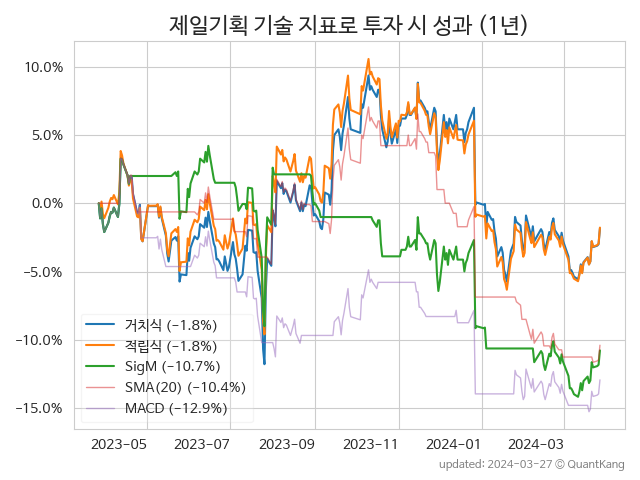 제일기획 기술 지표로 투자 시 성과 (1년)
10.0%
5.0%
0.0%
−5.0%
−10.0%
−15.0%
거치식 (−1.8%)
적립식 (−1.8%)
SigM (−10.7%)
SMA(20) (−10.4%)
MACD (−12.9%)
2023-05 2023-07 2023-09 2023-11 2024-01 2024-03
updated: 2024-03-27 © QuantKang